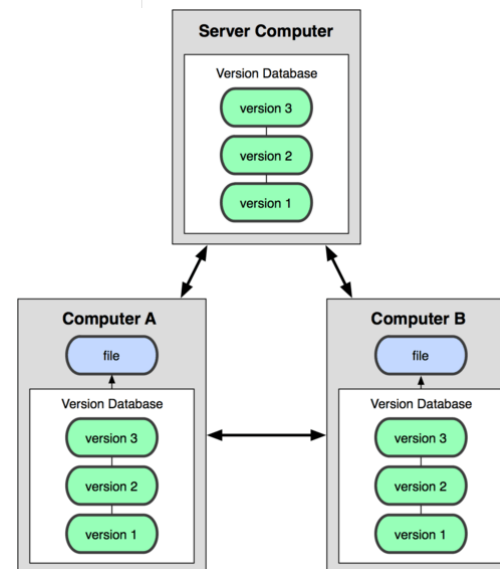 Server Computer
Version Database
version 3
version 2
version 1
Computer A
file
Version Database
version 3
version 2
version 1
Computer B
file
Version Database
version 3
version 2
version 1